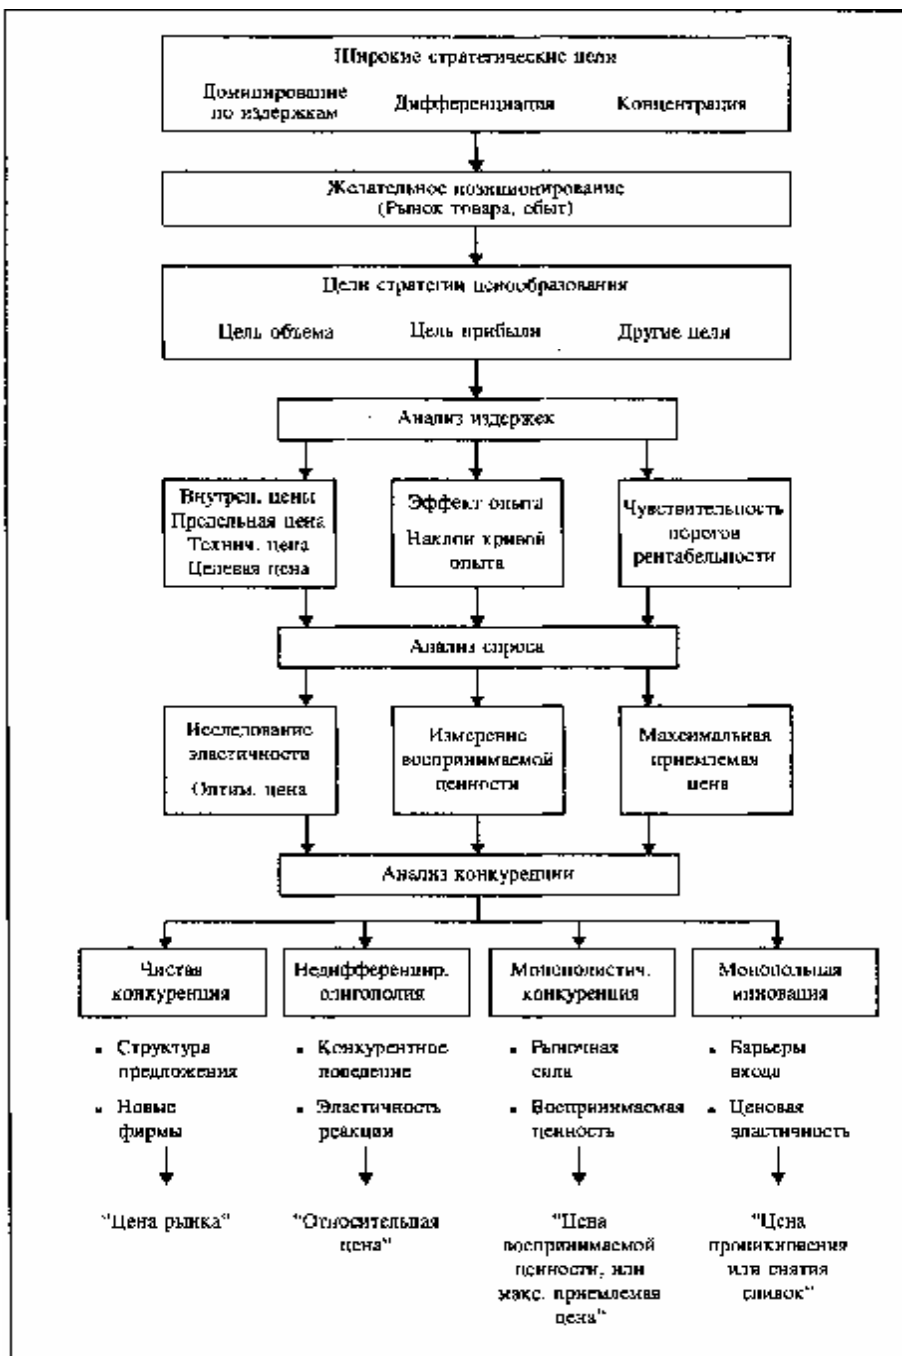 Широкие стратегические цели
Доминирование
по издержкам
Дифференциация
Концентрация
Желательное позиционирование
(Рынок товара, сбыт)
Цели стратегии ценообразования
Цель объема
Цель прибыли
Другие цели
Анализ издержек
Внутрен. цены
Предельная цена
Технич. цена
Целевая цена
Эффект опыта
Наклон кривой
опыта
Чувствительность
порогов
рентабельности
Анализ спроса
Исследование
эластичности
Оптим. цена
Измерение
воспринимаемой
ценности
Максимальная
приемлемая
цена
Анализ конкуренции
Чистая
конкуренция
Недифференцир.
олигополия
Монополистич.
конкуренция
Монопольная
инновация
• Структура
предложения
• Новые
фирмы
• Конкурентное
поведение
• Эластичность
реакции
• Рыночная
сила
• Воспринимаемая
ценность
• Барьеры
входа
• Ценовая
эластичность
"Цена рынка"
"Относительная
цена"
"Цена
воспринимаемой
ценности, или
макс. приемлемая
цена"
"Цена
проникновения
или снятия
сливок"